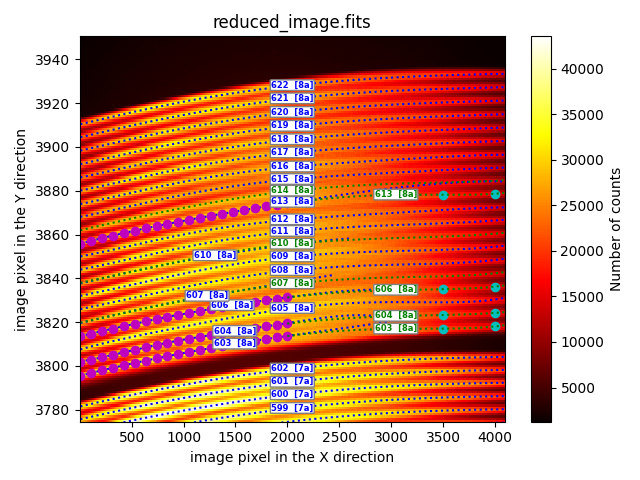 reduced_image.fits
image pixel in the Y direction
3940
3920
3900
3880
3860
3840
3820
3800
3780
622 [8a]
621 [8a]
620 [8a]
619 [8a]
618 [8a]
617 [8a]
616 [8a]
615 [8a]
614 [8a]
613 [8a]
613 [8a]
612 [8a]
611 [8a]
610 [8a]
610 [8a]
609 [8a]
608 [8a]
607 [8a]
606 [8a]
607 [8a]
606 [8a]
605 [8a]
604 [8a]
604 [8a]
603 [8a]
603 [8a]
602 [7a]
601 [7a]
600 [7a]
599 [7a]
500
1000
1500
2000
2500
3000
3500
4000
image pixel in the X direction
40000
35000
30000
25000
20000
15000
10000
5000
Number of counts